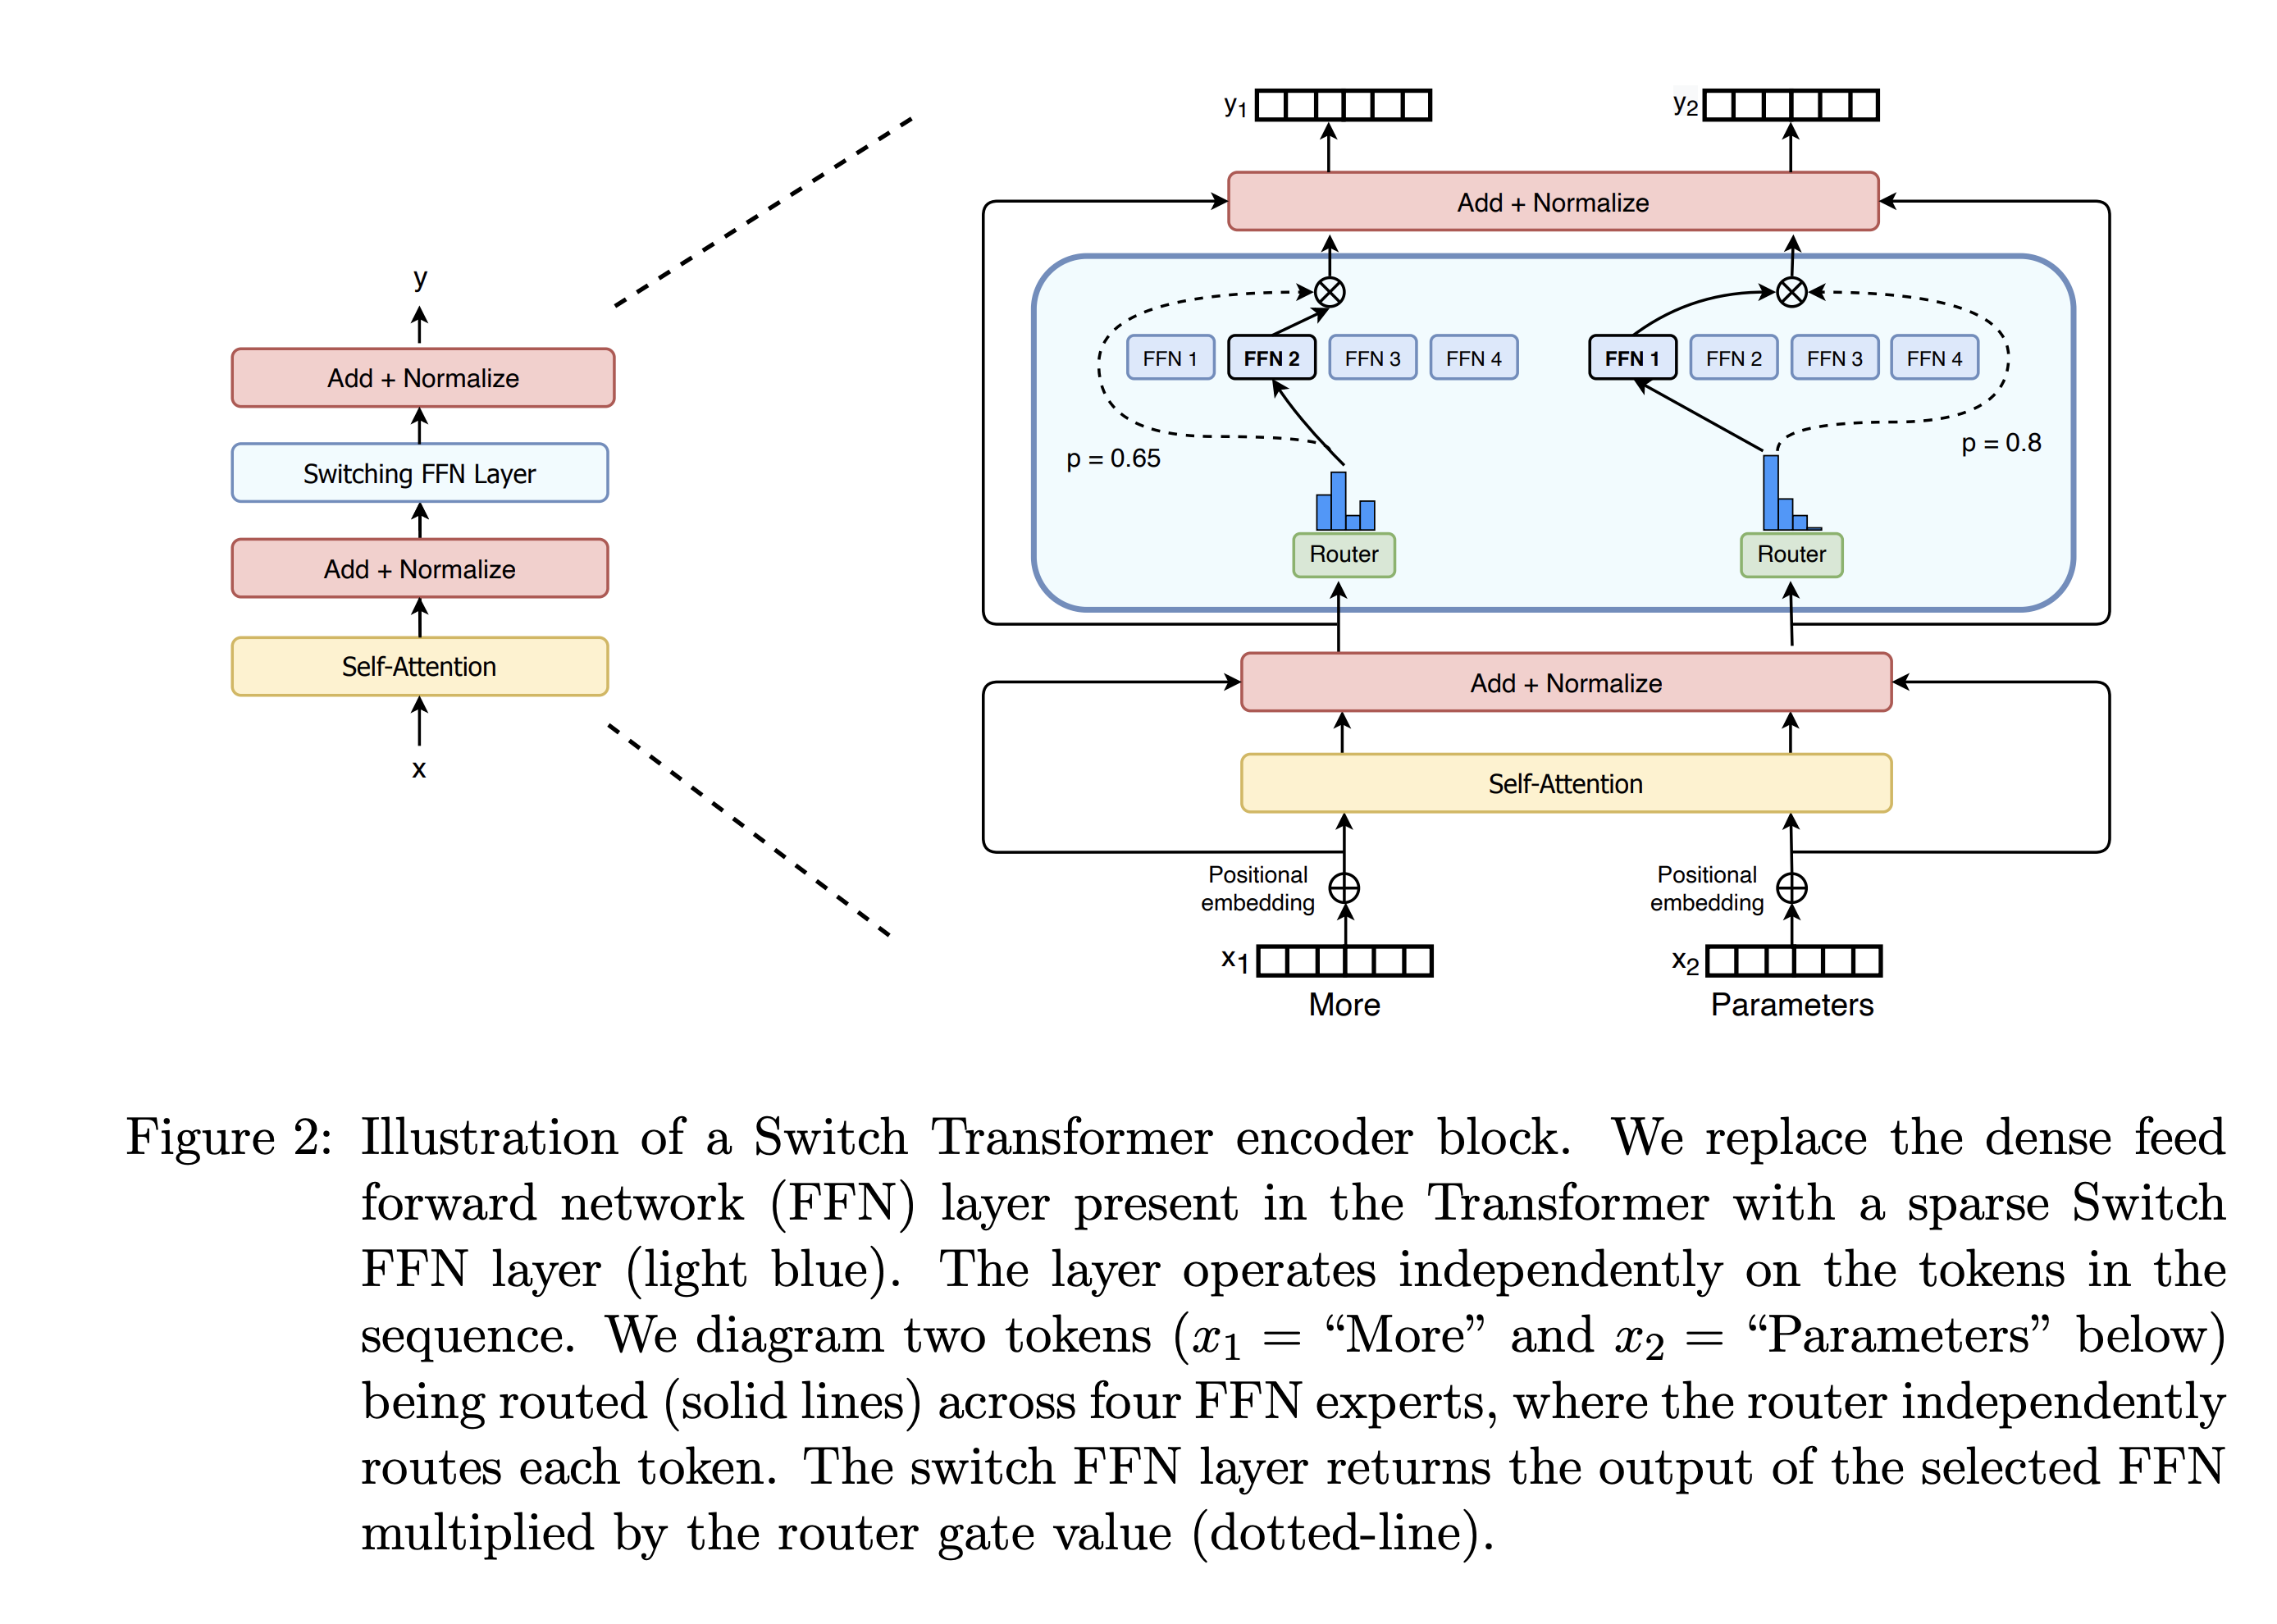 y
Add + Normalize
Switching FFN Layer
Add + Normalize
Self-Attention
x
y1 y2
Add + Normalize
FFN 1 FFN 2 FFN 3 FFN 4 FFN 1 FFN 2 FFN 3 FFN 4
p = 0.65 p = 0.8
Router Router
Add + Normalize
Self-Attention
Positional
embedding
Positional
embedding
x1 x2
More Parameters
Figure 2: Illustration of a Switch Transformer encoder block. We replace the dense feed
forward network (FFN) layer present in the Transformer with a sparse Switch
FFN layer (light blue). The layer operates independently on the tokens in the
sequence. We diagram two tokens (x1 = “More” and x2 = “Parameters” below)
being routed (solid lines) across four FFN experts, where the router independently
routes each token. The switch FFN layer returns the output of the selected FFN
multiplied by the router gate value (dotted-line).